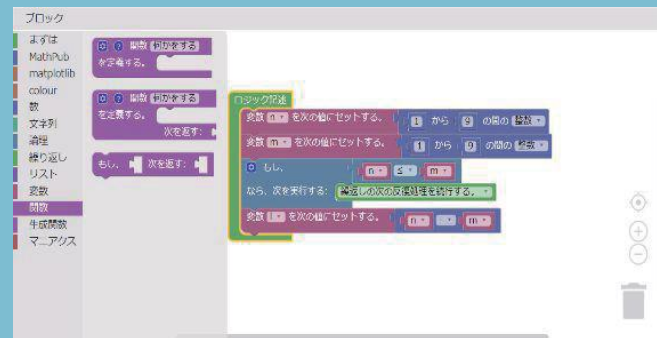 ブロック
まずは
MathPub
matplotlib
colour
数
文字列
論理
繰り返し
リスト
変数
関数
生成関数
マニアクス
関数 何かをする
を定義する。
関数 何かをする
を定義する。
次を返す:
もし、 次を返す:
ロジック記述
変数 n を次の値にセットする。 1 から 9 の間の 整数
変数 m を次の値にセットする。 1 から 9 の間の 整数
もし、 n ≤ m
なら、次を実行する: 繰返しの次の反復処理を続行する。
変数 を次の値にセットする。 n m